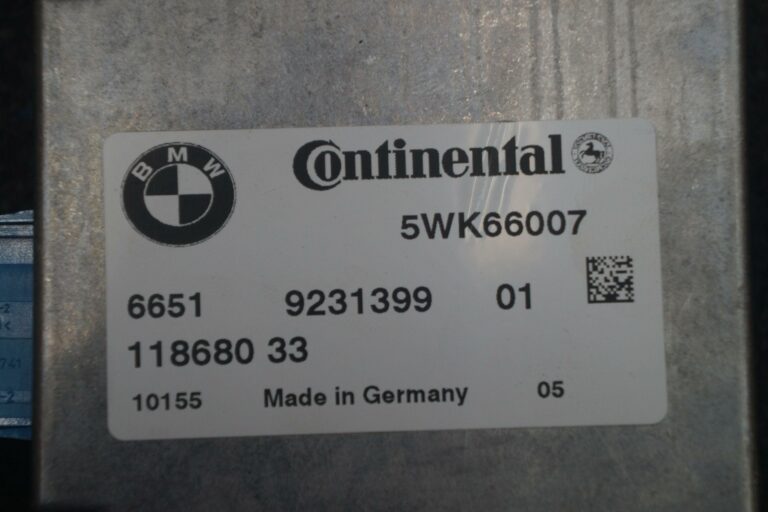 BMW
Continental
5WK66007
6651 9231399 01
118680 33
10155 Made in Germany 05